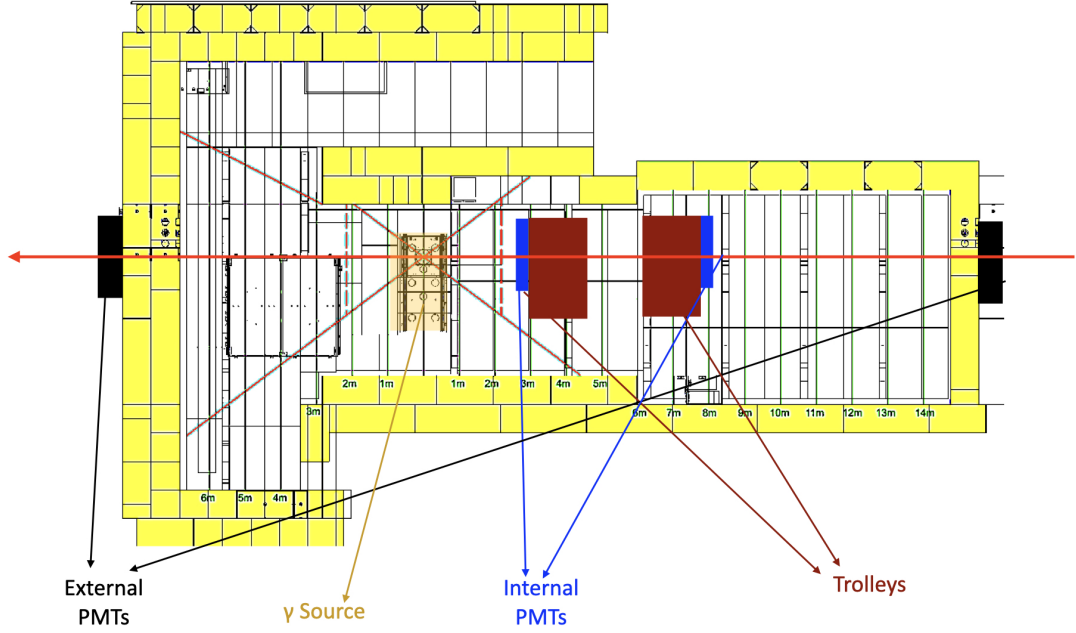 2m 1m 1m 2m 3m 4m 5m
3m 6m 7m 8m 9m 10m 11m 12m 13m 14m
6m 5m 4m
External
PMTs
γ Source
Internal
PMTs
Trolleys